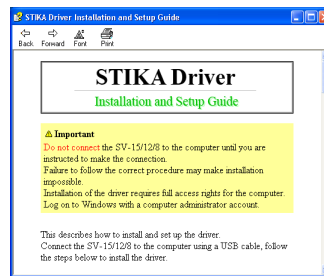 STIKA Driver Installation and Setup Guide
Back Forward Font Print
STIKA Driver
Installation and Setup Guide
Important
Do not connect the SV-15/12/8 to the computer until you are
instructed to make the connection.
Failure to follow the correct procedure may make installation
impossible.
Installation of the driver requires full access rights for the computer.
Log on to Windows with a computer administrator account.
This describes how to install and set up the driver.
Connect the SV-15/12/8 to the computer using a USB cable, follow
the steps below to install the driver.